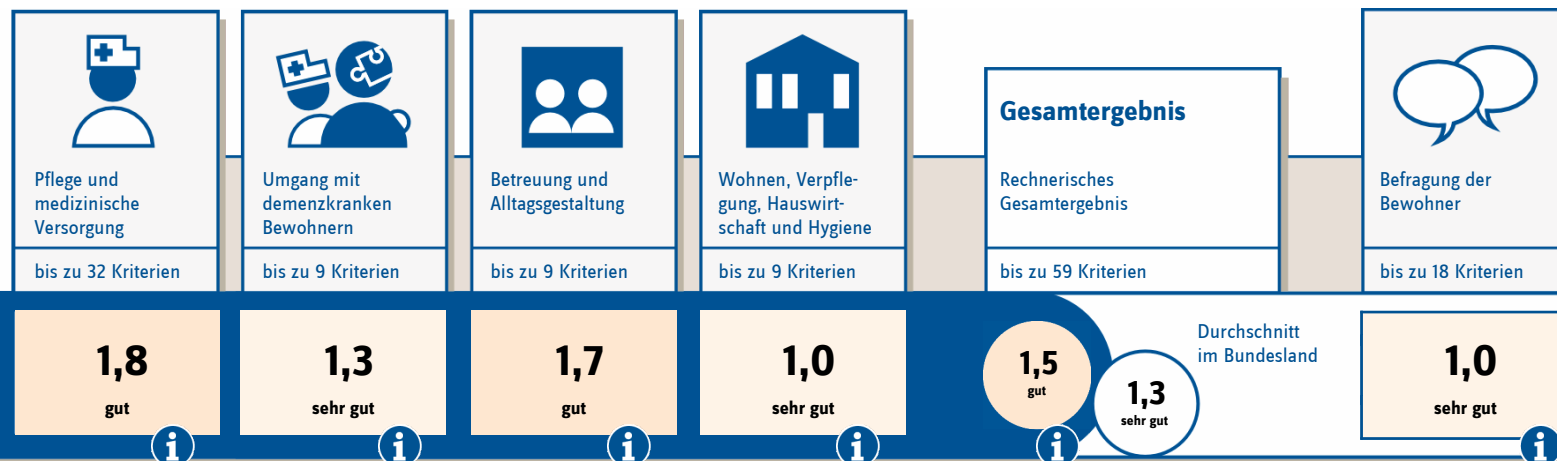 Pflege und
medizinische
Versorgung
bis zu 32 Kriterien
1,8
gut
Umgang mit
demenzkranken
Bewohnern
bis zu 9 Kriterien
1,3
sehr gut
Betreuung und
Alltagsgestaltung
bis zu 9 Kriterien
1,7
gut
Wohnen, Verpfle-
gung, Hauswirt-
schaft und Hygiene
bis zu 9 Kriterien
1,0
sehr gut
Gesamtergebnis
Rechnerisches
Gesamtergebnis
bis zu 59 Kriterien
1,5
gut
Durchschnitt
im Bundesland
1,3
sehr gut
Befragung der
Bewohner
bis zu 18 Kriterien
1,0
sehr gut